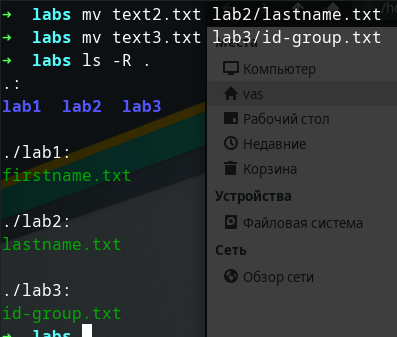 ➜ labs mv text2.txt lab2/lastname.txt
➜ labs mv text3.txt lab3/id-group.txt
➜ labs ls -R .
.:
lab1 lab2 lab3
./lab1:
firstname.txt
./lab2:
lastname.txt
./lab3:
id-group.txt
➜ labs
Места
Компьютер
vas
Рабочий стол
Недавние
Корзина
Устройства
Файловая система
Сеть
Обзор сети